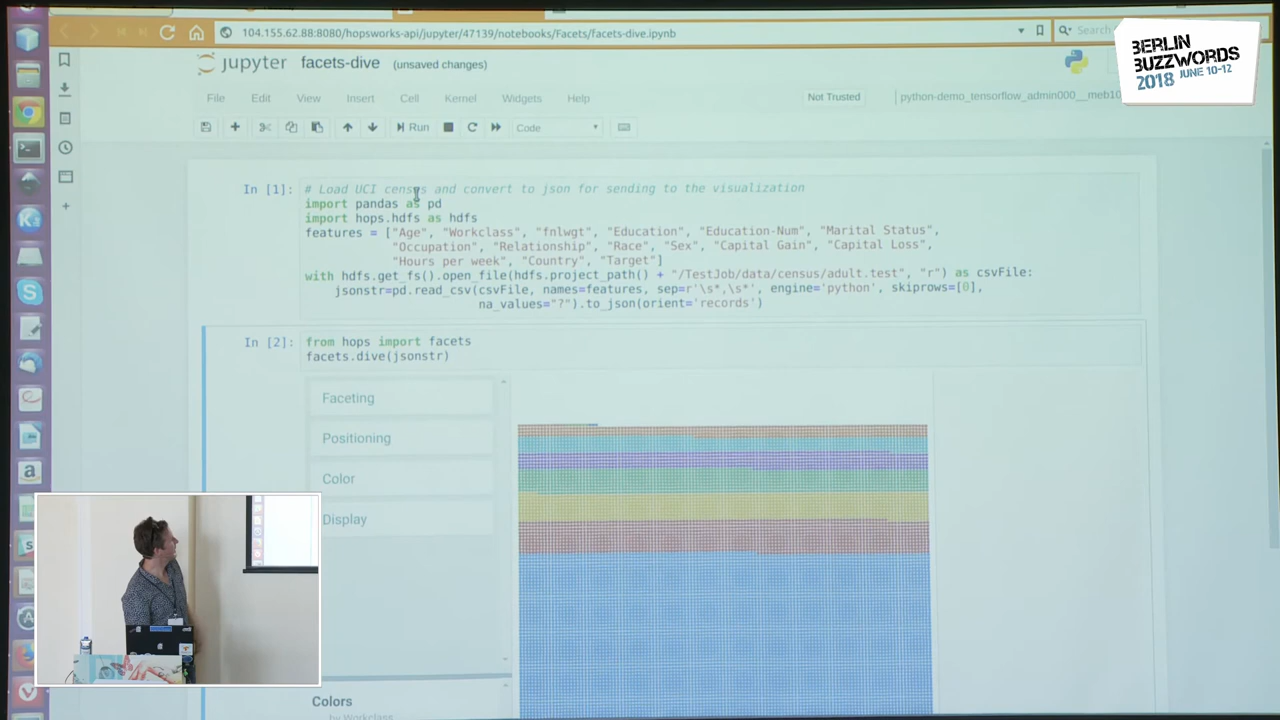 104.155.62.88:8080/hopsworks-api/jupyter/47139/notebooks/Facets/facets-dive.ipynb
Search
BERLIN
BUZZWORDS
2018 JUNE 10-12
jupyter facets-dive (unsaved changes)
File Edit View Insert Cell Kernel Widgets Help
Not Trusted
python-demo_tensorflow_admin000__meb10
Run
Code
In [1]:
# Load UCI census and convert to json for sending to the visualization
import pandas as pd
import hops.hdfs as hdfs
features = ["Age", "Workclass", "fnlwgt", "Education", "Education-Num", "Marital Status",
"Occupation", "Relationship", "Race", "Sex", "Capital Gain", "Capital Loss",
"Hours per week", "Country", "Target"]
with hdfs.get_fs().open_file(hdfs.project_path() + "/TestJob/data/census/adult.test", "r") as csvFile:
jsonstr=pd.read_csv(csvFile, names=features, sep=r'\s*,\s*', engine='python', skiprows=[0],
na_values="?").to_json(orient='records')
In [2]:
from hops import facets
facets.dive(jsonstr)
Faceting
Positioning
Color
Display
Colors
by Workclass